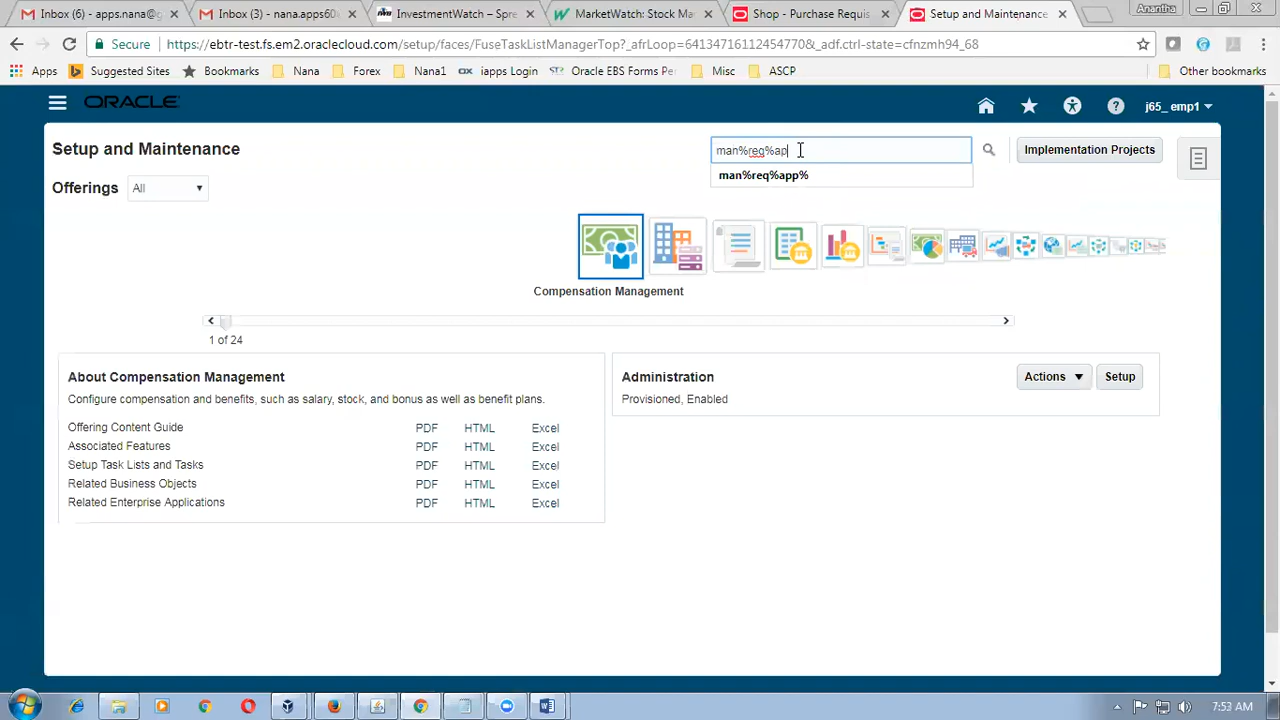 Inbox (6) - appsnana@g
Inbox (3) - nana.apps60
InvestmentWatch – Spre
MarketWatch: Stock Ma
Shop - Purchase Requis
Setup and Maintenance
Anantha
Secure
https://ebtr-test.fs.em2.oraclecloud.com/setup/faces/FuseTaskListManagerTop?_afrLoop=641347161124547770&_adf.ctrl-state=cfnzmh94_68
Apps
Suggested Sites
Bookmarks
Nana
Forex
Nana1
iapps Login
Oracle EBS Forms Per
Misc
ASCP
Other bookmarks
ORACLE
j65_ emp1
Setup and Maintenance
man%req%ap
Implementation Projects
man%req%app%
Offerings All
Compensation Management
1 of 24
About Compensation Management
Configure compensation and benefits, such as salary, stock, and bonus as well as benefit plans.
Offering Content Guide PDF HTML Excel
Associated Features PDF HTML Excel
Setup Task Lists and Tasks PDF HTML Excel
Related Business Objects PDF HTML Excel
Related Enterprise Applications PDF HTML Excel
Administration
Actions
Setup
Provisioned, Enabled
7:53 AM